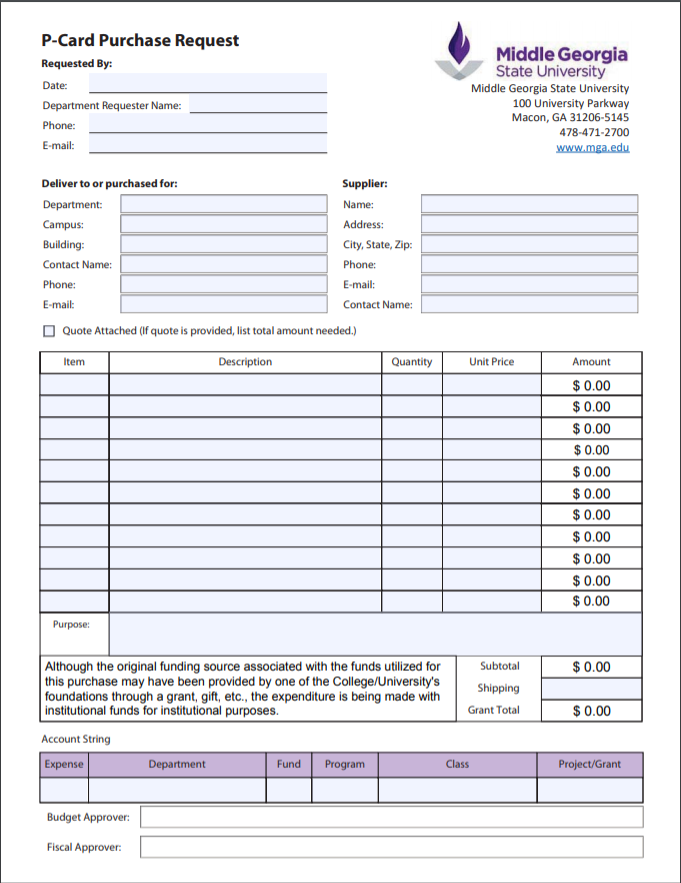 P-Card Purchase Request
Requested By:
Date:
Department Requester Name:
Phone:
E-mail:
Middle Georgia
State University
Middle Georgia State University
100 University Parkway
Macon, GA 31206-5145
478-471-2700
www.mga.edu
Deliver to or purchased for:
Department:
Campus:
Building:
Contact Name:
Phone:
E-mail:
Supplier:
Name:
Address:
City, State, Zip:
Phone:
E-mail:
Contact Name:
Quote Attached (If quote is provided, list total amount needed.)
Item Description Quantity Unit Price Amount
$ 0.00
$ 0.00
$ 0.00
$ 0.00
$ 0.00
$ 0.00
$ 0.00
$ 0.00
$ 0.00
$ 0.00
$ 0.00
Purpose:
Although the original funding source associated with the funds utilized for
this purchase may have been provided by one of the College/University's
foundations through a grant, gift, etc., the expenditure is being made with
institutional funds for institutional purposes.
Subtotal $ 0.00
Shipping
Grant Total $ 0.00
Account String
Expense Department Fund Program Class Project/Grant
Budget Approver:
Fiscal Approver: